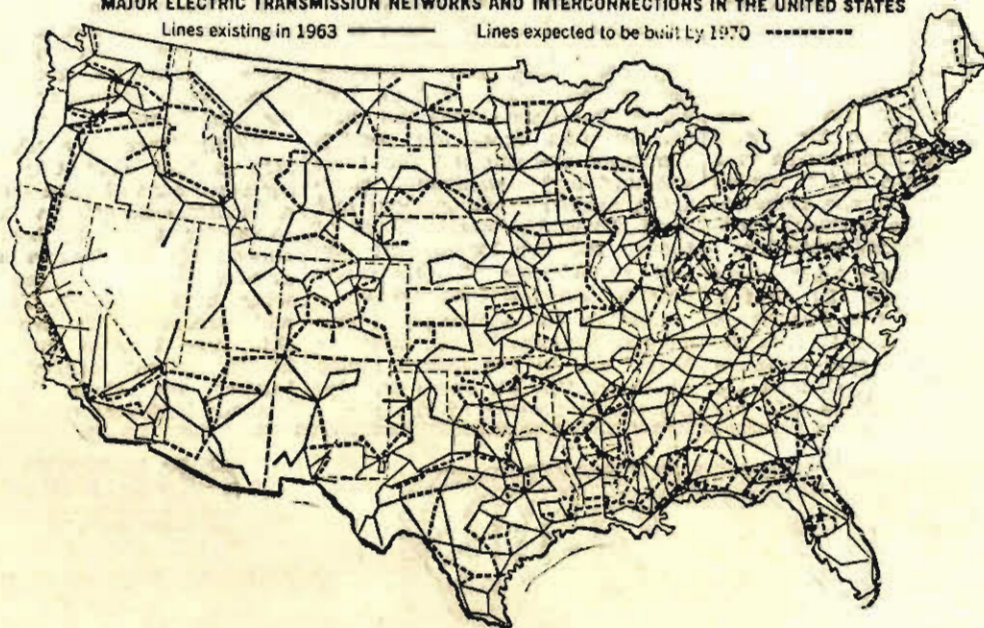 MAJOR ELECTRIC TRANSMISSION NETWORKS AND INTERCONNECTIONS IN THE UNITED STATES
Lines existing in 1963
Lines expected to be built by 1970